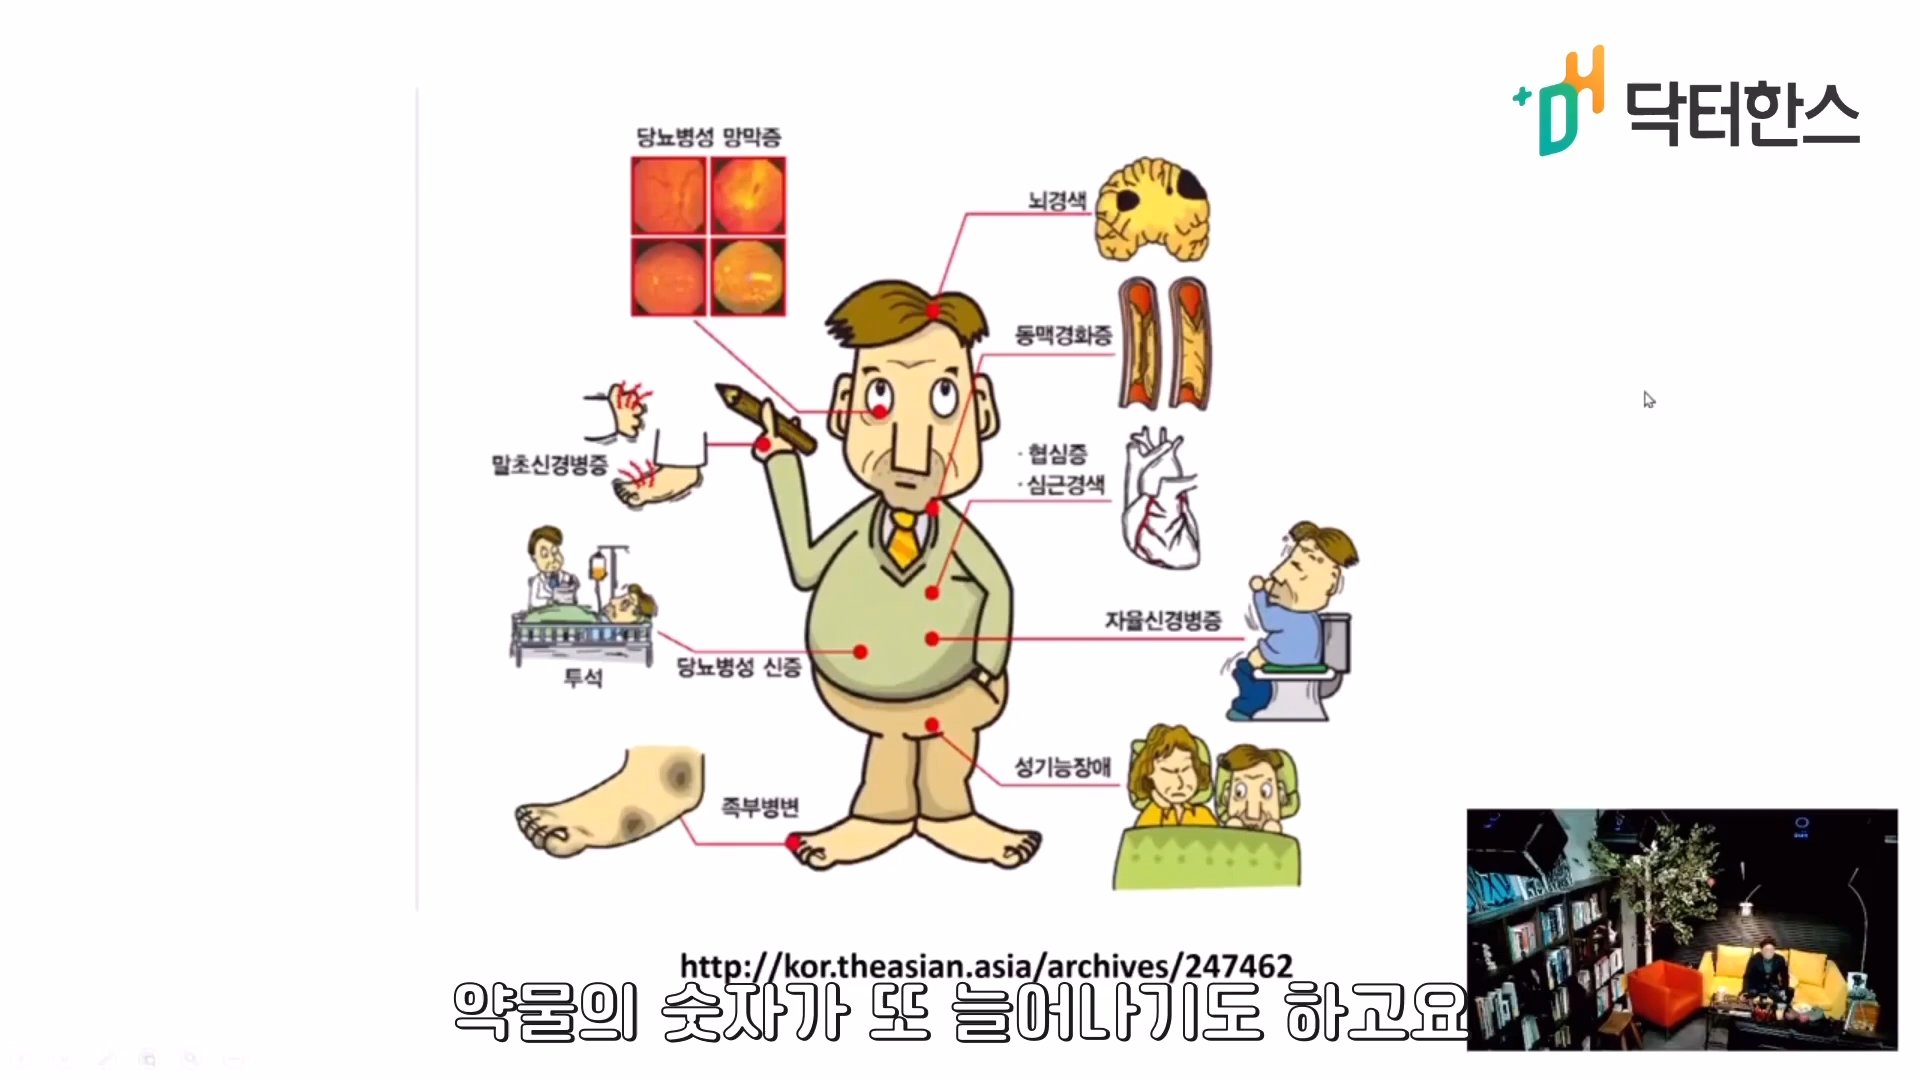 닥터한스
당뇨병성 망막증
뇌경색
동맥경화증
· 협심증
· 심근경색
말초신경병증
자율신경병증
당뇨병성 신증
투석
성기능장애
족부병변
http://kor.theasian.asia/archives/247462
약물의 숫자가 또 늘어나기도 하고요